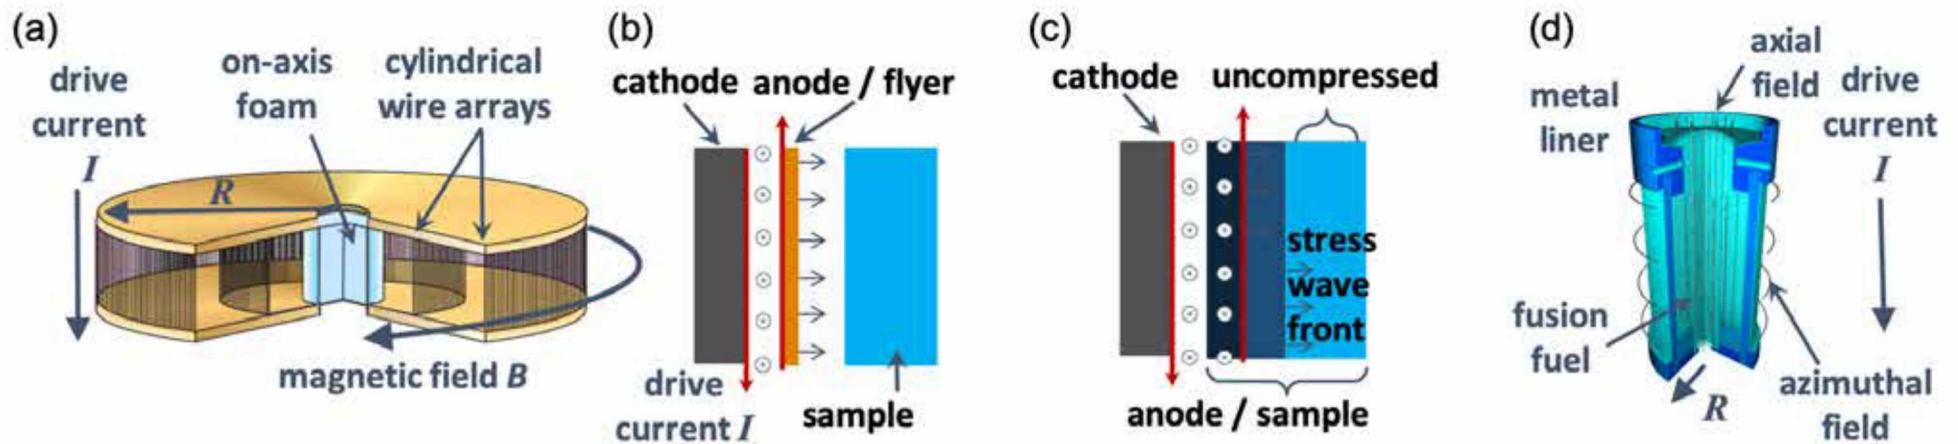 (a)
drive
current
I
on-axis
foam
cylindrical
wire arrays
R
magnetic field B
(b)
cathode
anode / flyer
drive
current I
sample
(c)
cathode
uncompressed
stress
wave
front
anode / sample
(d)
axial
field
metal
liner
drive
current
I
fusion
fuel
R
azimuthal
field